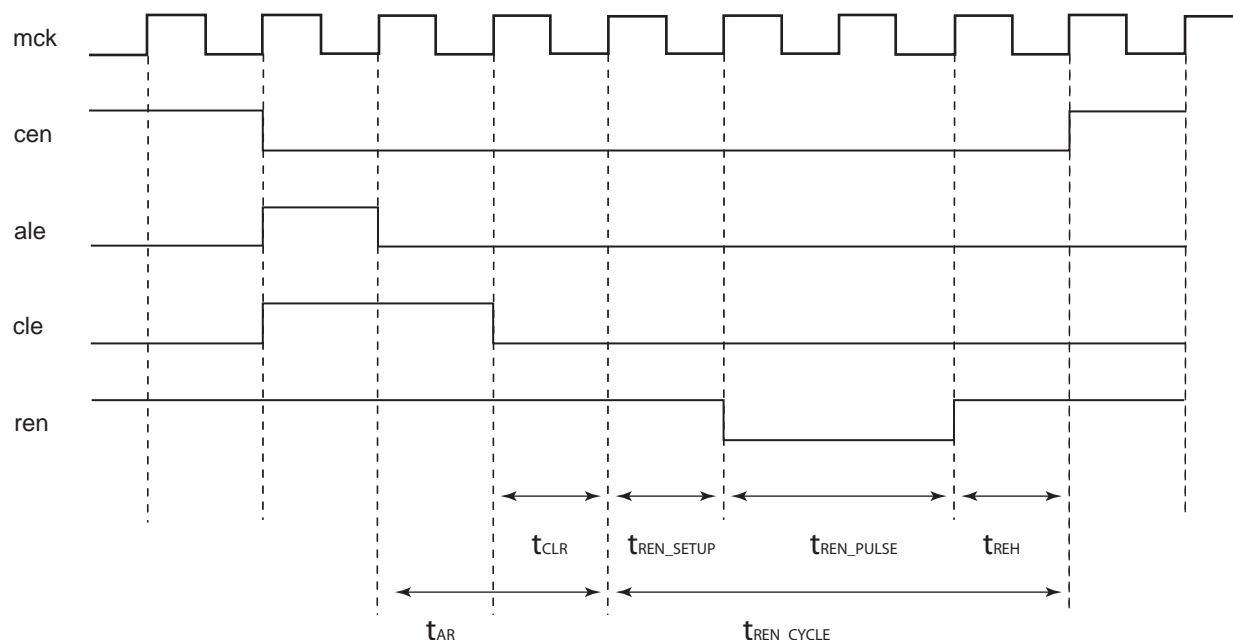 mck
cen
ale
cle
ren
tCLR tREN_SETUP tREN_PULSE tREH
tAR tREN_CYCLE